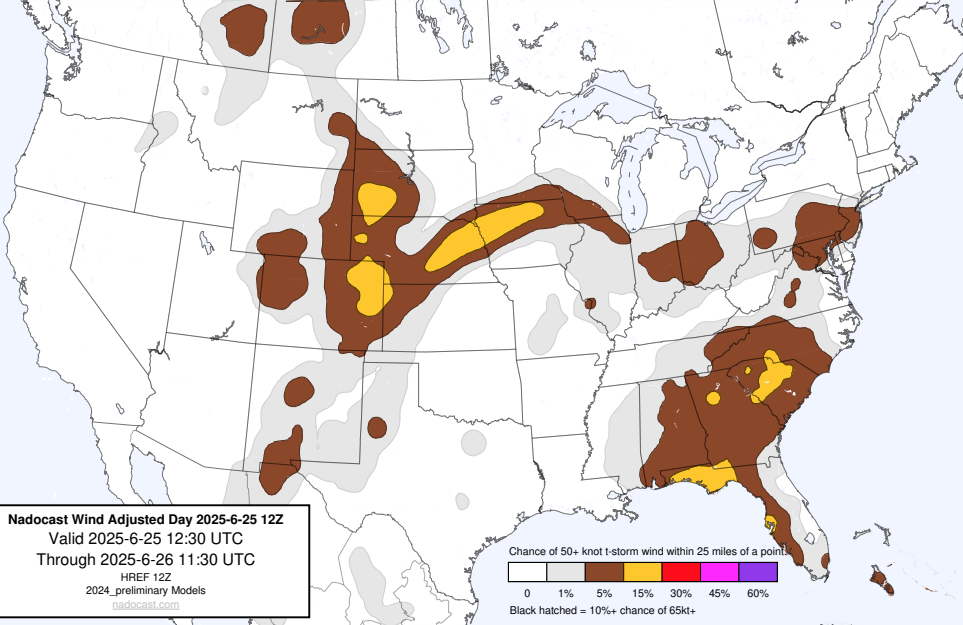 Nadocast Wind Adjusted Day 2025-6-25 12Z
Valid 2025-6-25 12:30 UTC
Through 2025-6-26 11:30 UTC
HREF 12Z
2024_preliminary Models
nadocast.com
Chance of 50+ knot t-storm wind within 25 miles of a point.
0 1% 5% 15% 30% 45% 60%
Black hatched = 10%+ chance of 65kt+